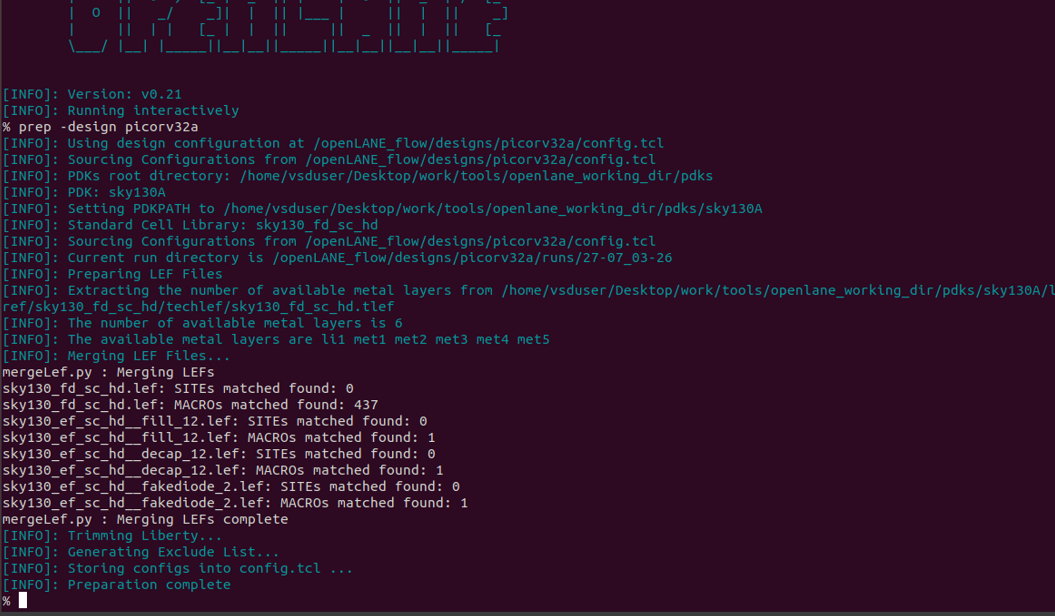 [INFO]: Version: v0.21
[INFO]: Running interactively
% prep -design picorv32a
[INFO]: Using design configuration at /openLANE_flow/designs/picorv32a/config.tcl
[INFO]: Sourcing Configurations from /openLANE_flow/designs/picorv32a/config.tcl
[INFO]: PDKs root directory: /home/vsduser/Desktop/work/tools/openlane_working_dir/pdks
[INFO]: PDK: sky130A
[INFO]: Setting PDKPATH to /home/vsduser/Desktop/work/tools/openlane_working_dir/pdks/sky130A
[INFO]: Standard Cell Library: sky130_fd_sc_hd
[INFO]: Sourcing Configurations from /openLANE_flow/designs/picorv32a/config.tcl
[INFO]: Current run directory is /openLANE_flow/designs/picorv32a/runs/27-07_03-26
[INFO]: Preparing LEF Files
[INFO]: Extracting the number of available metal layers from /home/vsduser/Desktop/work/tools/openlane_working_dir/pdks/sky130A/l
ref/sky130_fd_sc_hd/techlef/sky130_fd_sc_hd.tlef
[INFO]: The number of available metal layers is 6
[INFO]: The available metal layers are li1 met1 met2 met3 met4 met5
[INFO]: Merging LEF Files...
mergeLef.py : Merging LEFs
sky130_fd_sc_hd.lef: SITEs matched found: 0
sky130_fd_sc_hd.lef: MACROs matched found: 437
sky130_ef_sc_hd__fill_12.lef: SITEs matched found: 0
sky130_ef_sc_hd__fill_12.lef: MACROs matched found: 1
sky130_ef_sc_hd__decap_12.lef: SITEs matched found: 0
sky130_ef_sc_hd__decap_12.lef: MACROs matched found: 1
sky130_ef_sc_hd__fakediode_2.lef: SITEs matched found: 0
sky130_ef_sc_hd__fakediode_2.lef: MACROs matched found: 1
mergeLef.py : Merging LEFs complete
[INFO]: Trimming Liberty...
[INFO]: Generating Exclude List...
[INFO]: Storing configs into config.tcl ...
[INFO]: Preparation complete
%